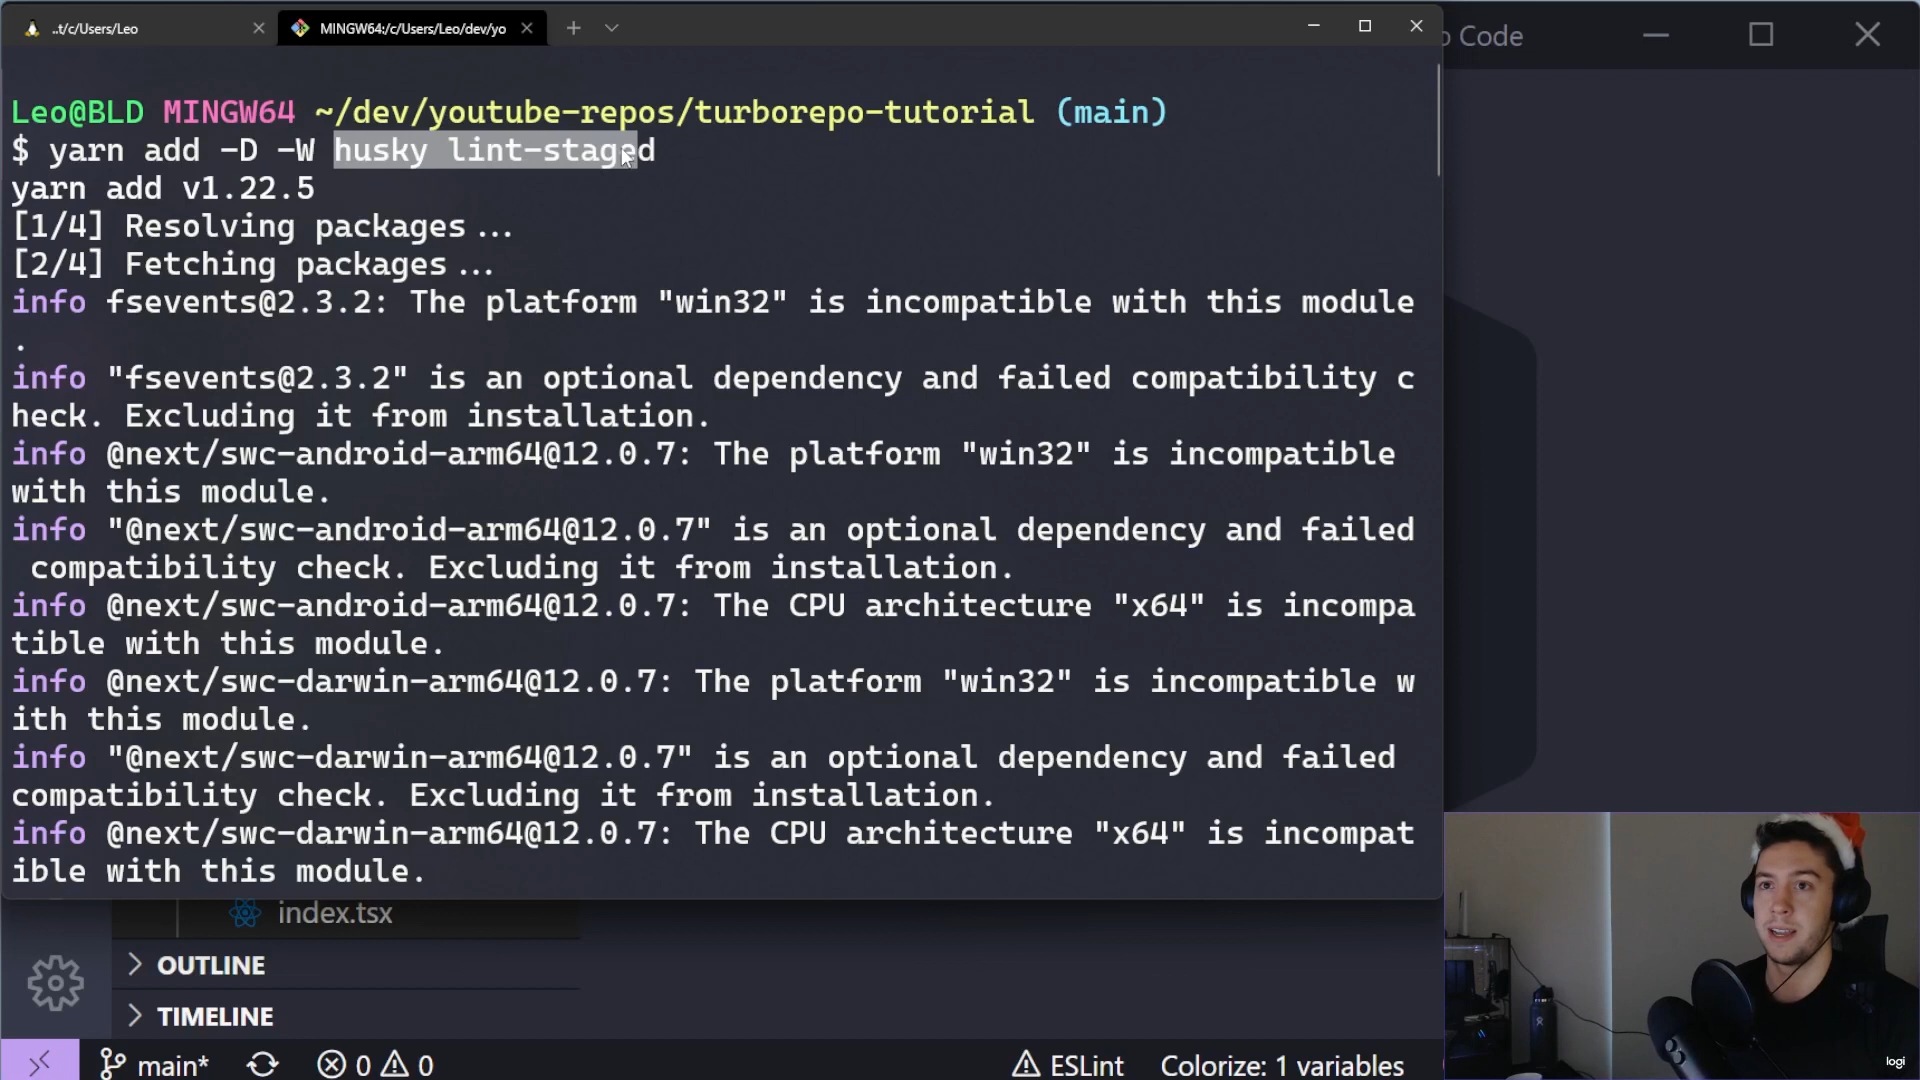 ..t/c/Users/Leo
MINGW64:/c/Users/Leo/dev/yo
o Code
Leo@BLD MINGW64 ~/dev/youtube-repos/turborepo-tutorial (main)
$ yarn add -D -W husky lint-staged
yarn add v1.22.5
[1/4] Resolving packages...
[2/4] Fetching packages...
info fsevents@2.3.2: The platform "win32" is incompatible with this module
.
info "fsevents@2.3.2" is an optional dependency and failed compatibility c
heck. Excluding it from installation.
info @next/swc-android-arm64@12.0.7: The platform "win32" is incompatible
with this module.
info "@next/swc-android-arm64@12.0.7" is an optional dependency and failed
compatibility check. Excluding it from installation.
info @next/swc-android-arm64@12.0.7: The CPU architecture "x64" is incompa
tible with this module.
info @next/swc-darwin-arm64@12.0.7: The platform "win32" is incompatible w
ith this module.
info "@next/swc-darwin-arm64@12.0.7" is an optional dependency and failed
compatibility check. Excluding it from installation.
info @next/swc-darwin-arm64@12.0.7: The CPU architecture "x64" is incompat
ible with this module.
index.tsx
OUTLINE
TIMELINE
main* 0 0 ESLint Colorize: 1 variables
logi